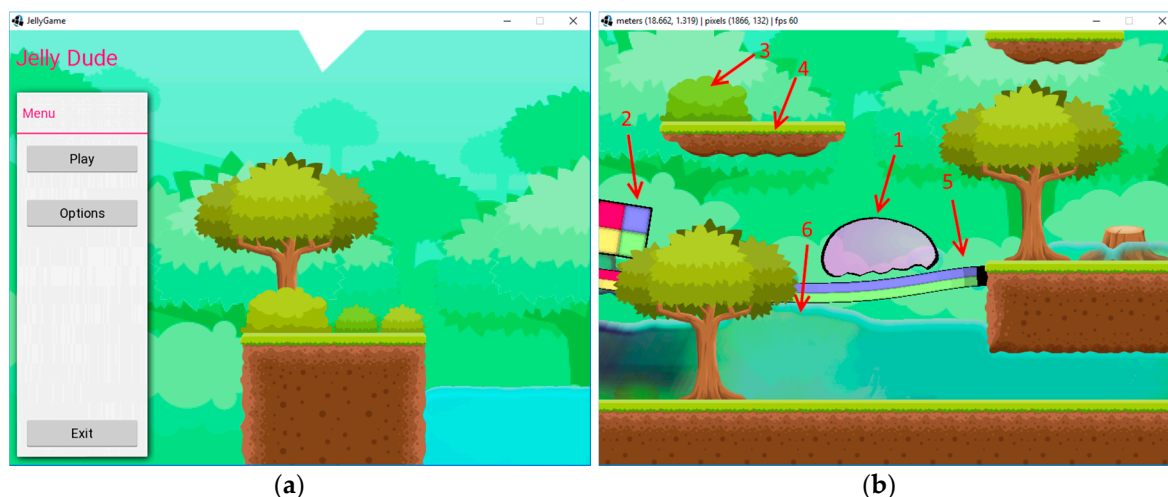 JellyGame
Jelly Dude
Menu
Play
Options
Exit
(a)
meters (18.662, 1.319) | pixels (1866, 132) | fps 60
3
4
2
1
5
6
(b)